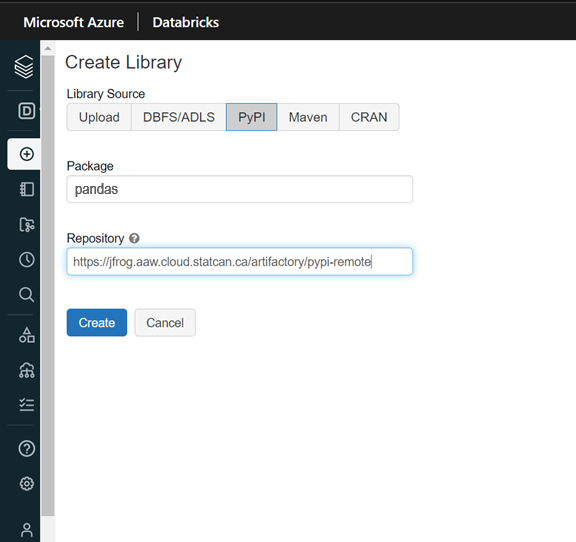 Microsoft Azure Databricks
Create Library
Library Source
Upload DBFS/ADLS PyPI Maven CRAN
Package
pandas
Repository ?
https://jfrog.aaw.cloud.statcan.ca/artifactory/pypi-remote
Create Cancel